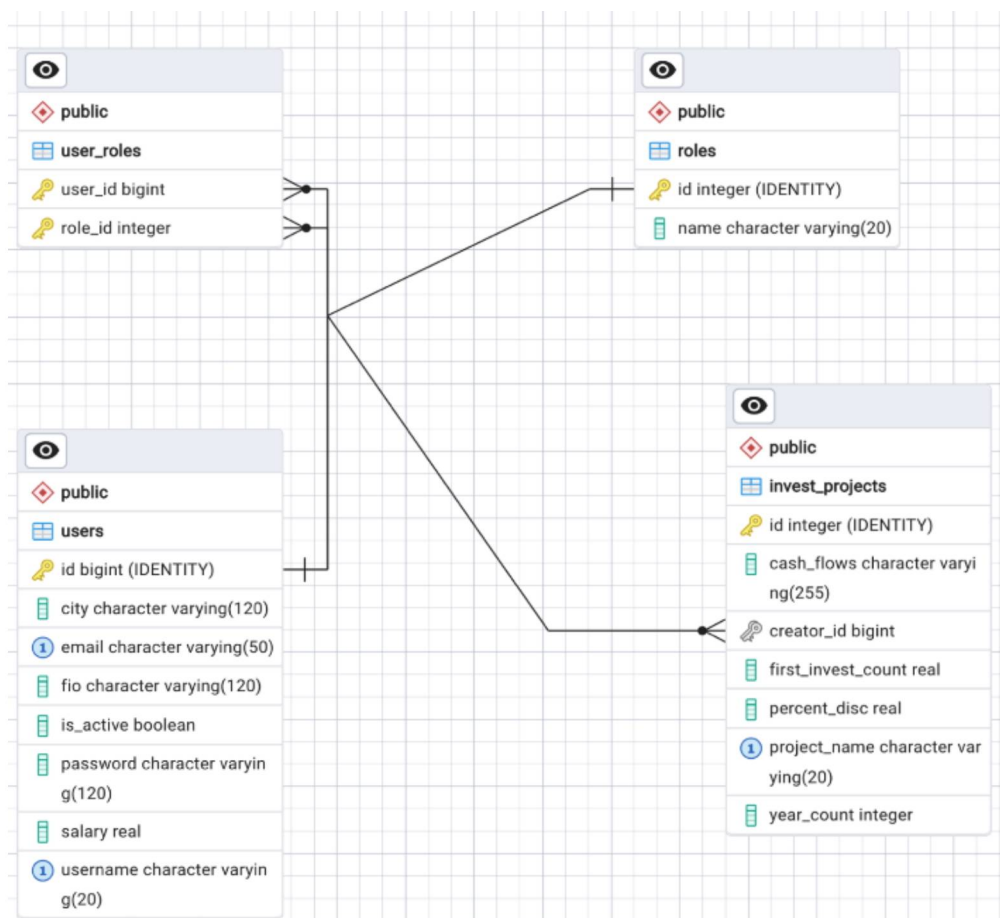 public
user_roles
user_id bigint
role_id integer
public
roles
id integer (IDENTITY)
name character varying(20)
public
users
id bigint (IDENTITY)
city character varying(120)
1 email character varying(50)
fio character varying(120)
is_active boolean
password character varyin
g(120)
salary real
1 username character varyin
g(20)
public
invest_projects
id integer (IDENTITY)
cash_flows character varyi
ng(255)
creator_id bigint
first_invest_count real
percent_disc real
1 project_name character var
ying(20)
year_count integer